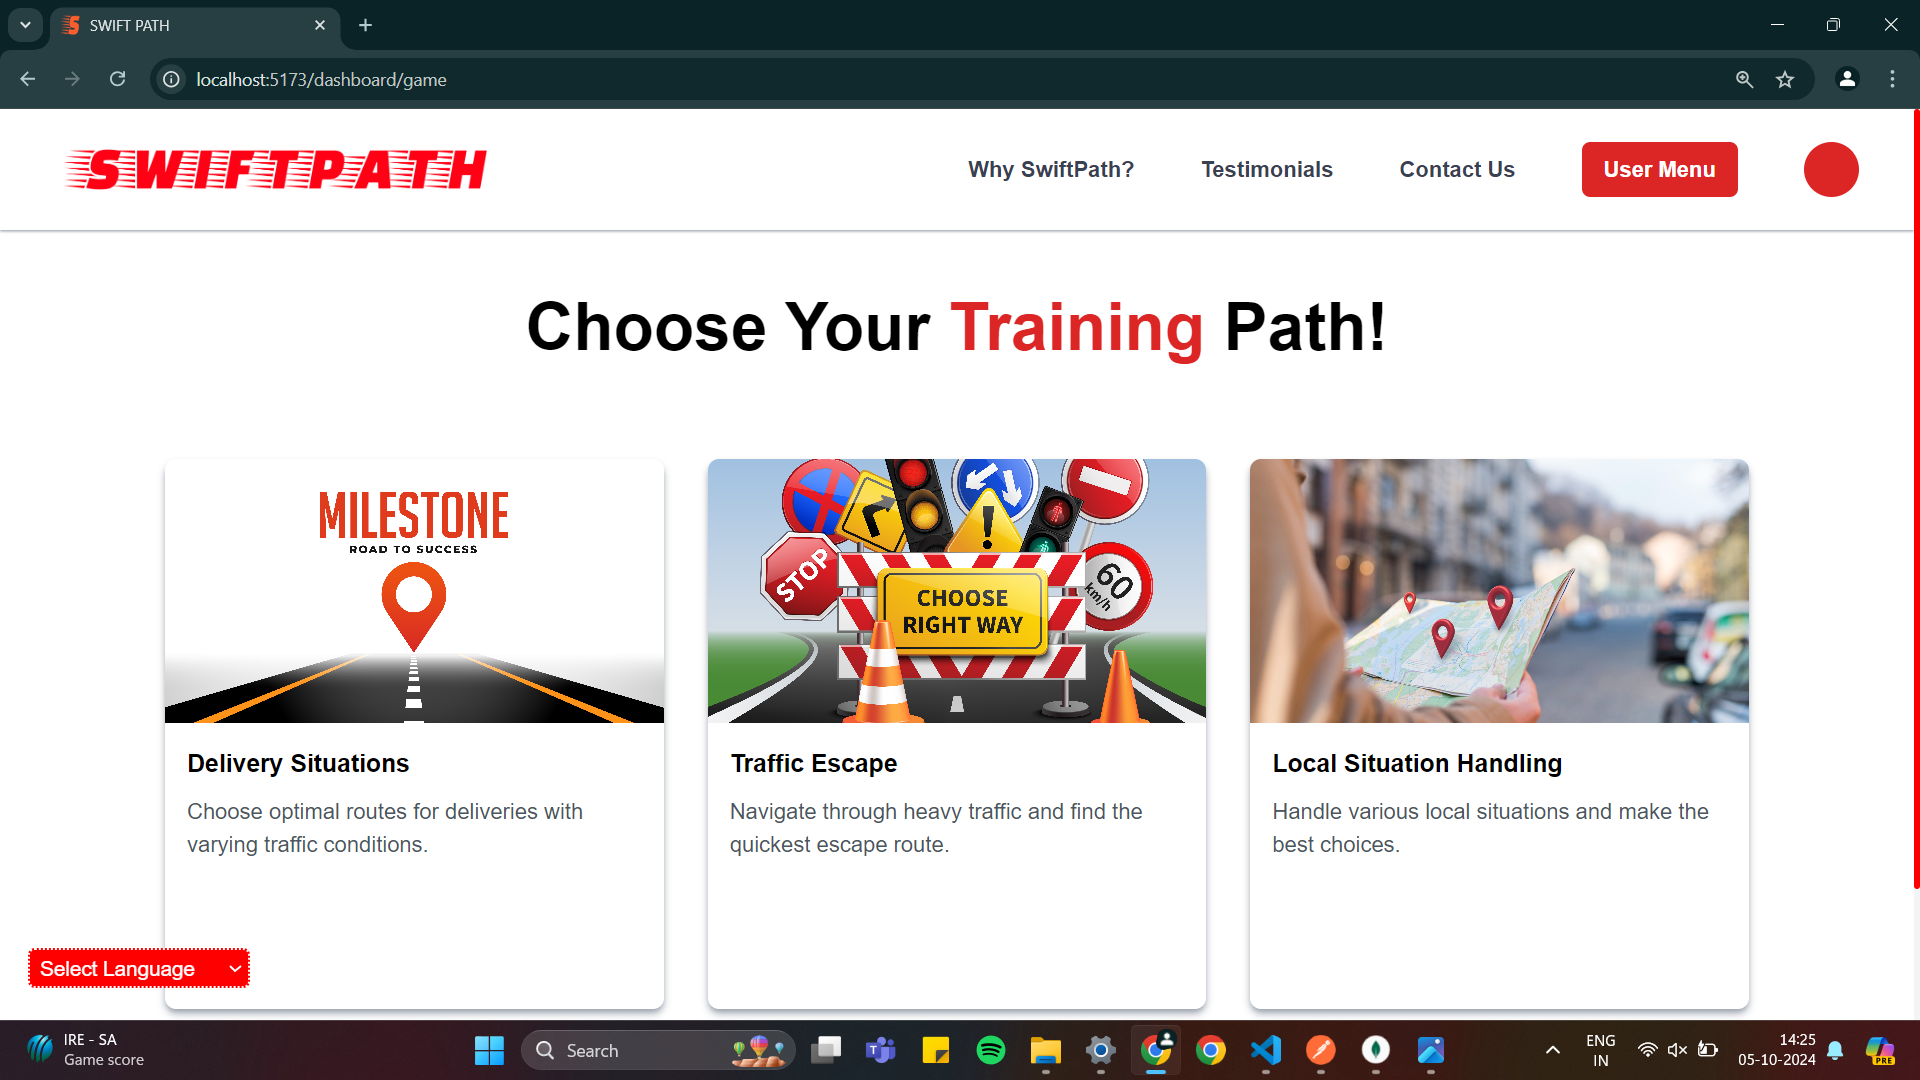 SWIFT PATH
localhost:5173/dashboard/game
SWIFTPATH
Why SwiftPath?
Testimonials
Contact Us
User Menu
Choose Your Training Path!
MILESTONE
ROAD TO SUCCESS
STOP
60
km/h
CHOOSE
RIGHT WAY
Delivery Situations
Choose optimal routes for deliveries with
varying traffic conditions.
Traffic Escape
Navigate through heavy traffic and find the
quickest escape route.
Local Situation Handling
Handle various local situations and make the
best choices.
Select Language
IRE - SA
Game score
Search
ENG
IN
14:25
05-10-2024
PRE